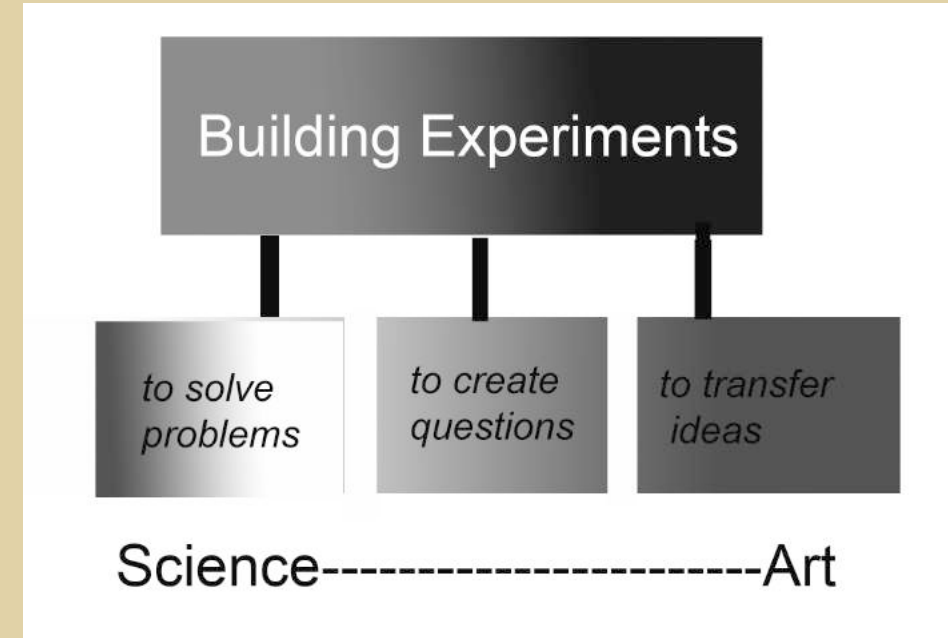 Building Experiments
to solve
problems
to create
questions
to transfer
ideas
Science-----------------------Art